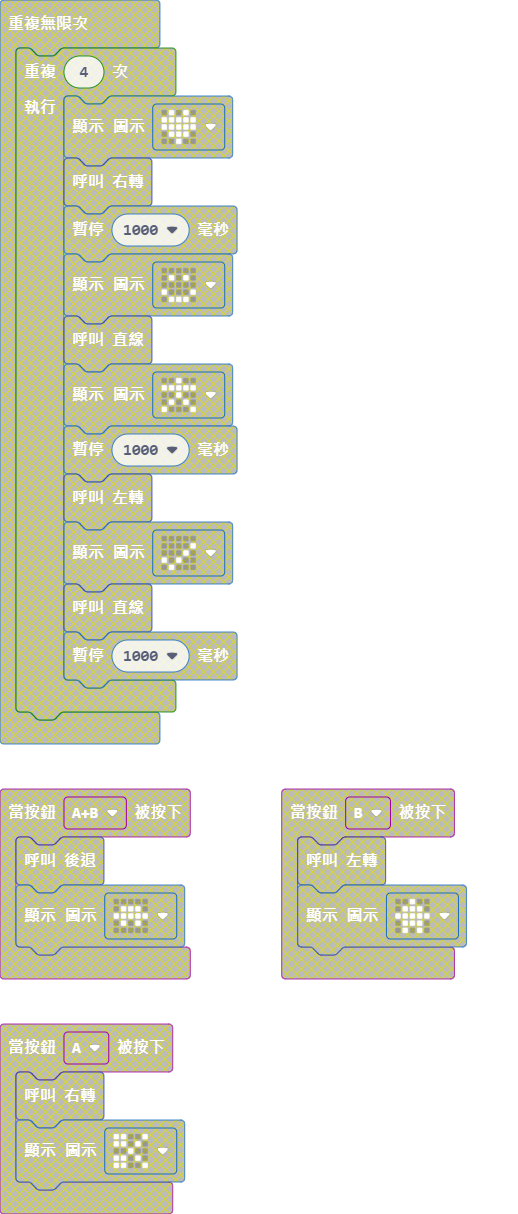 重複無限次
重複 4 次
執行
顯示 圖示
呼叫 右轉
暫停 1000 毫秒
顯示 圖示
呼叫 直線
顯示 圖示
暫停 1000 毫秒
呼叫 左轉
顯示 圖示
呼叫 直線
暫停 1000 毫秒
當按鈕 A+B 被按下
呼叫 後退
顯示 圖示
當按鈕 B 被按下
呼叫 左轉
顯示 圖示
當按鈕 A 被按下
呼叫 右轉
顯示 圖示